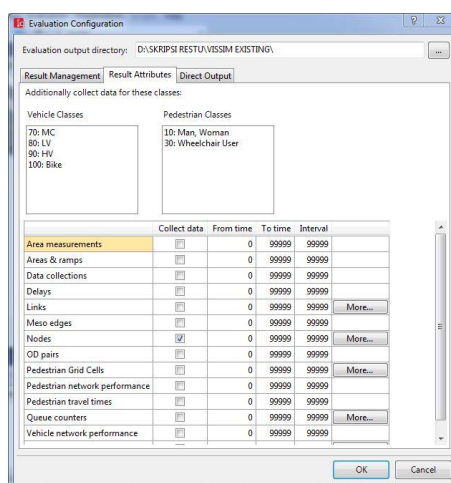 Evaluation Configuration
Evaluation output directory: D:\SKRIPSI RESTU\VISSIM EXISTING\ ...
Result Management Result Attributes Direct Output
Additionally collect data for these classes:
Vehicle Classes Pedestrian Classes
70: MC 10: Man, Woman
80: LV 30: Wheelchair User
90: HV
100: Bike
Collect data From time To time Interval
Area measurements 0 99999 99999
Areas & ramps 0 99999 99999
Data collections 0 99999 99999
Delays 0 99999 99999
Links 0 99999 99999 More...
Meso edges 0 99999 99999
Nodes 0 99999 99999 More...
OD pairs 0 99999 99999
Pedestrian Grid Cells 0 99999 99999 More...
Pedestrian network performance 0 99999 99999
Pedestrian travel times 0 99999 99999
Queue counters 0 99999 99999 More...
Vehicle network performance 0 99999 99999
OK Cancel